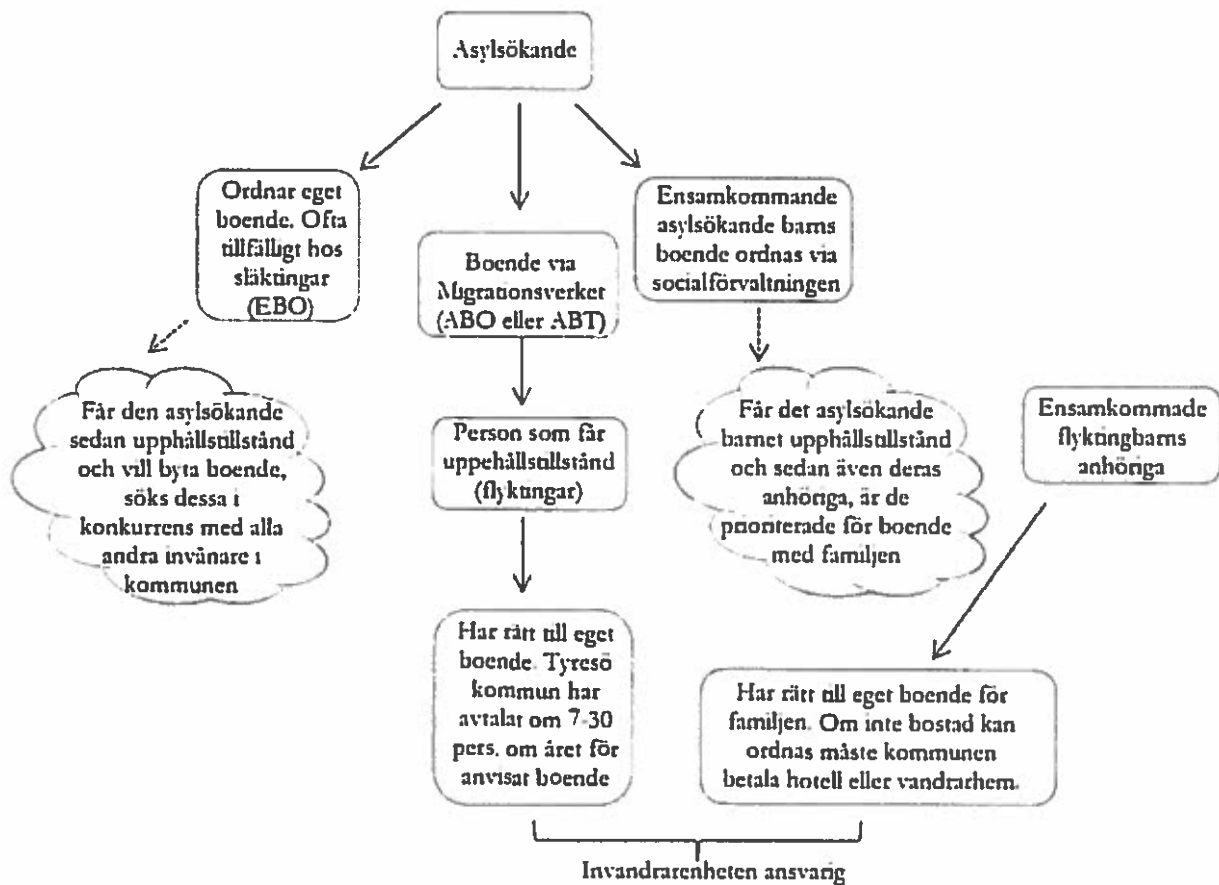 Asylsökande
Ordnar eget
boende. Ofta
tillfälligt hos
släktingar
(EBO)
Boende via
Migrationsverket
(ABO eller ABT)
Ensamkommande
asylsökande barns
boende ordnas via
socialförvaltningen
Får den asylsökande
sedan upphållstillstånd
och vill byta boende,
söks dessa i
konkurrens med alla
andra invånare i
kommunen
Person som får
uppehållstillstånd
(flyktingar)
Får det asylsökande
barnet upphållstillstånd
och sedan även deras
anhöriga, är de
prioriterade för boende
med familjen
Ensamkommade
flyktingbarns
anhöriga
Har rätt till eget
boende. Tyresö
kommun har
avtalat om 7-30
pers. om året för
anvisat boende
Har rätt till eget boende för
familjen. Om inte bostad kan
ordnas måste kommunen
betala hotell eller vandrarhem.
Invandrarenheten ansvarig